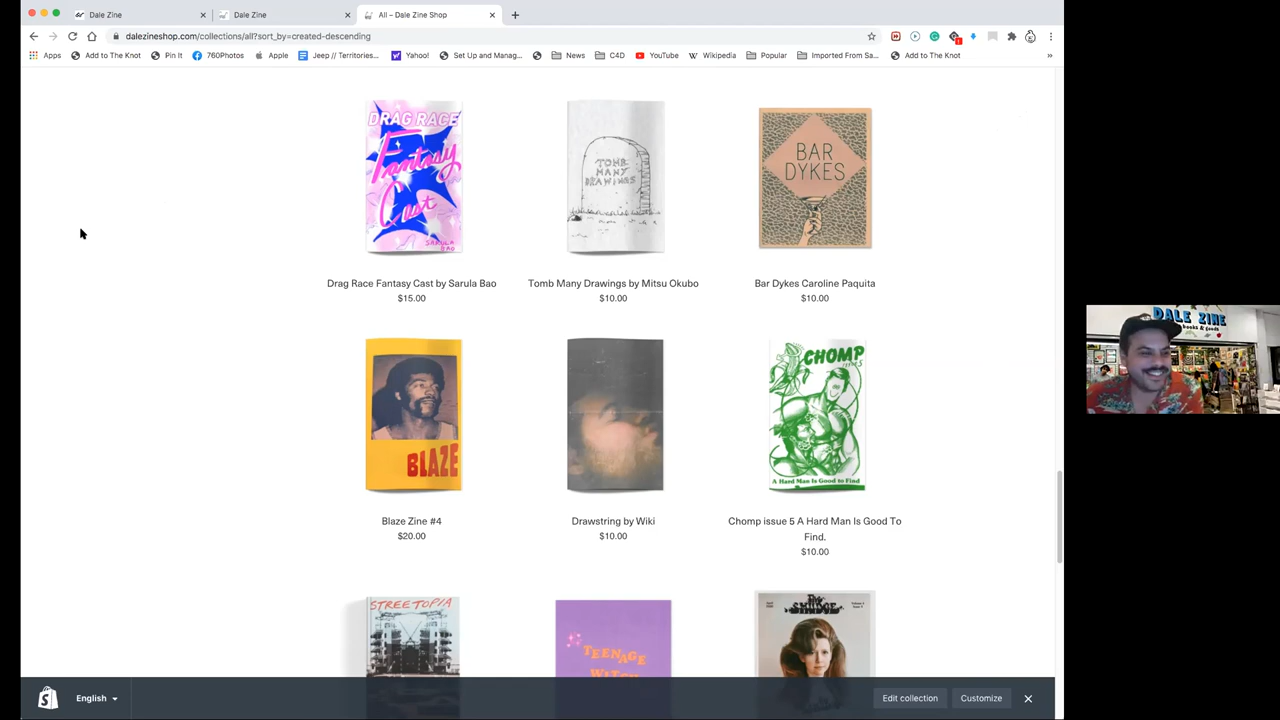 Dale Zine
Dale Zine
All – Dale Zine Shop
dalezineshop.com/collections/all?sort_by=created-descending
Apps
Add to The Knot
Pin It
760Photos
Apple
Jeep // Territories...
Yahoo!
Set Up and Manag...
News
C4D
YouTube
Wikipedia
Popular
Imported From Sa...
Add to The Knot
»
DRAG RACE
Fantasy
Cast
SARULA
BAO
TOMB
MANY
DRAWINGS
BAR
DYKES
Drag Race Fantasy Cast by Sarula Bao
$15.00
Tomb Many Drawings by Mitsu Okubo
$10.00
Bar Dykes Caroline Paquita
$10.00
BLAZE
CHOMP
A Hard Man Is Good to Find
DALE ZINE
books & goods
Blaze Zine #4
$20.00
Drawstring by Wiki
$10.00
Chomp issue 5 A Hard Man Is Good To
Find.
$10.00
STREETOPIA
TEENAGE
WITCH
The
SMUDGE
English
Edit collection
Customize